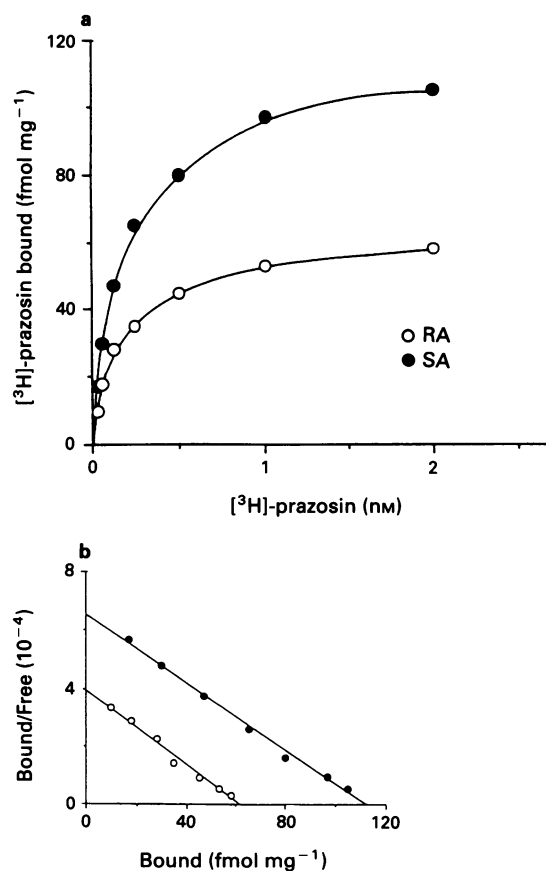 a
120
80
40
0
[³H]-prazosin bound (fmol mg⁻¹)
RA
SA
0
1
2
[³H]-prazosin (nM)
b
8
4
0
Bound/Free (10⁻⁴)
0
40
80
120
Bound (fmol mg⁻¹)